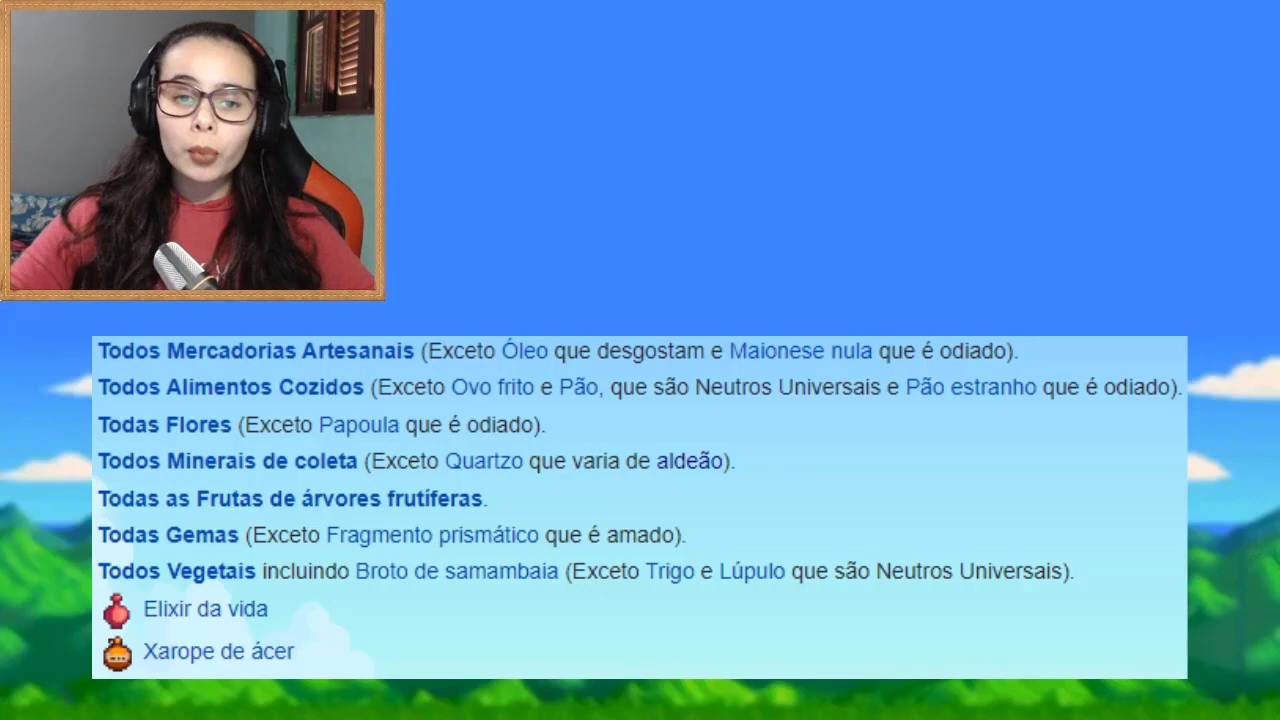 Todos Mercadorias Artesanais (Exceto Óleo que desgostam e Maionese nula que é odiado).
Todos Alimentos Cozidos (Exceto Ovo frito e Pão, que são Neutros Universais e Pão estranho que é odiado).
Todas Flores (Exceto Papoula que é odiado).
Todos Minerais de coleta (Exceto Quartzo que varia de aldeão).
Todas as Frutas de árvores frutíferas.
Todas Gemas (Exceto Fragmento prismático que é amado).
Todos Vegetais incluindo Broto de samambaia (Exceto Trigo e Lúpulo que são Neutros Universais).
Elixir da vida
Xarope de ácer